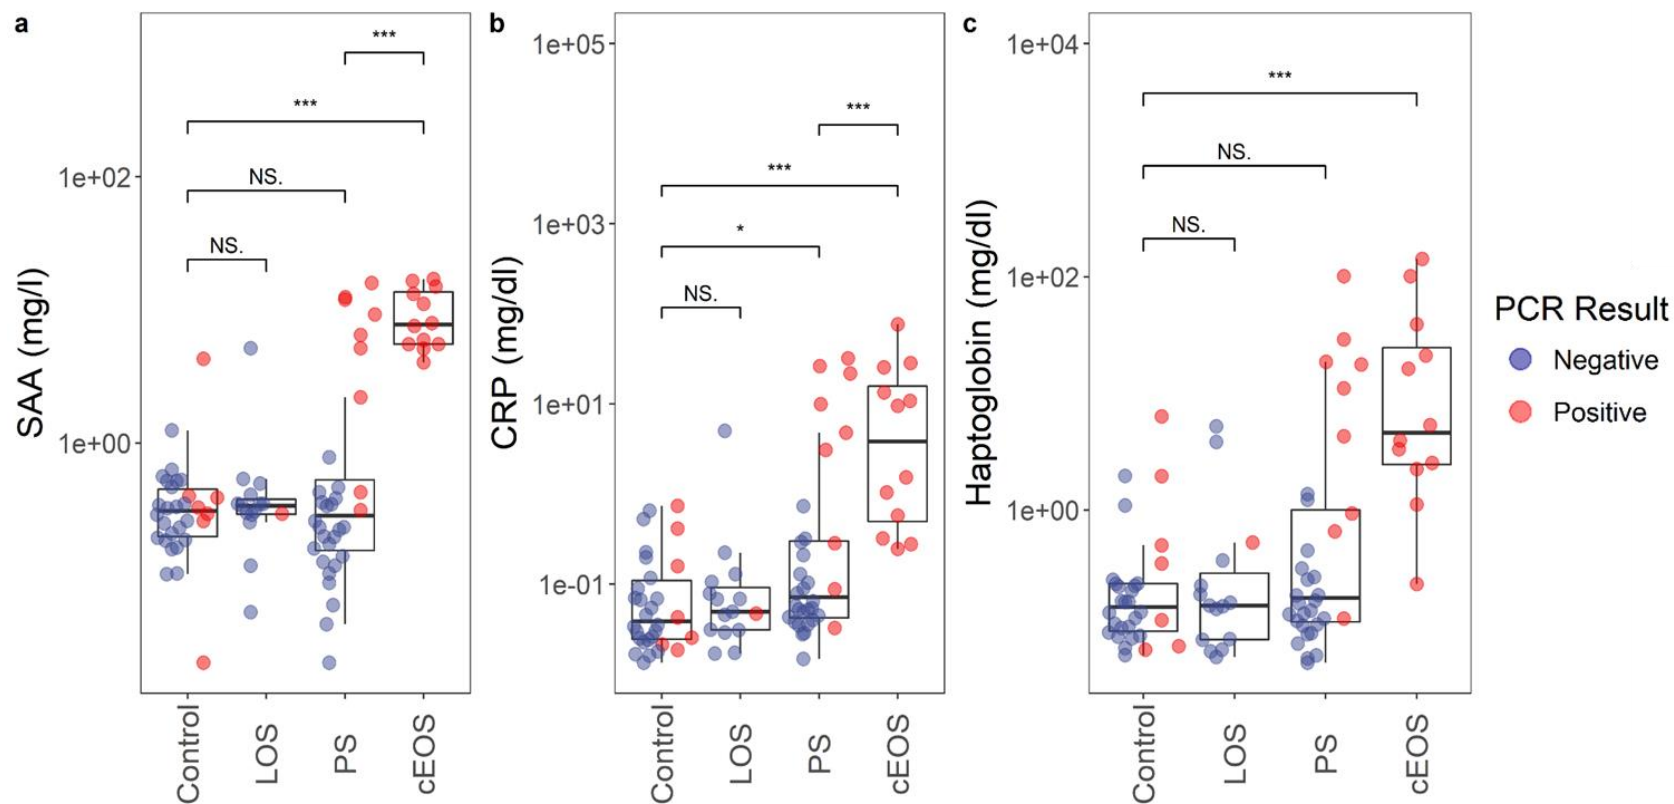 a
SAA (mg/l)
1e+02
1e+00
***
***
NS.
NS.
Control
LOS
PS
cEOS
b
CRP (mg/dl)
1e+05
1e+03
1e+01
1e-01
***
***
*
NS.
Control
LOS
PS
cEOS
c
Haptoglobin (mg/dl)
1e+04
1e+02
1e+00
***
NS.
NS.
Control
LOS
PS
cEOS
PCR Result
Negative
Positive